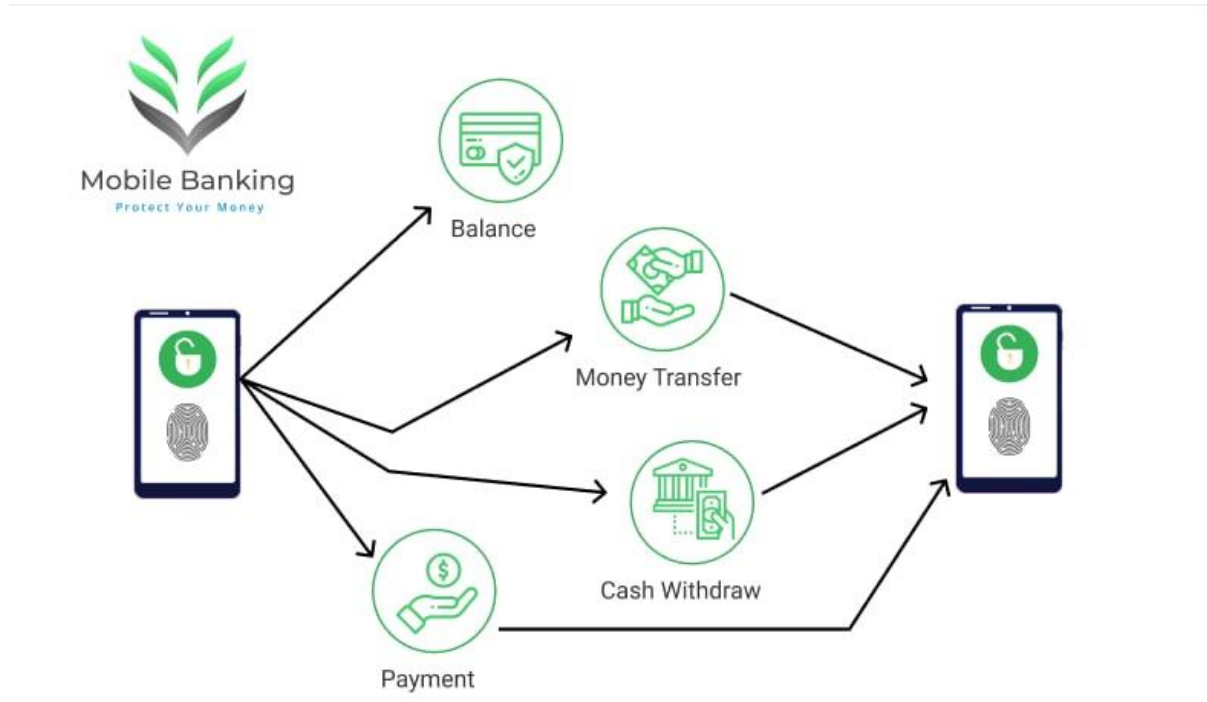 Mobile Banking
Protect Your Money
Balance
Money Transfer
Cash Withdraw
Payment